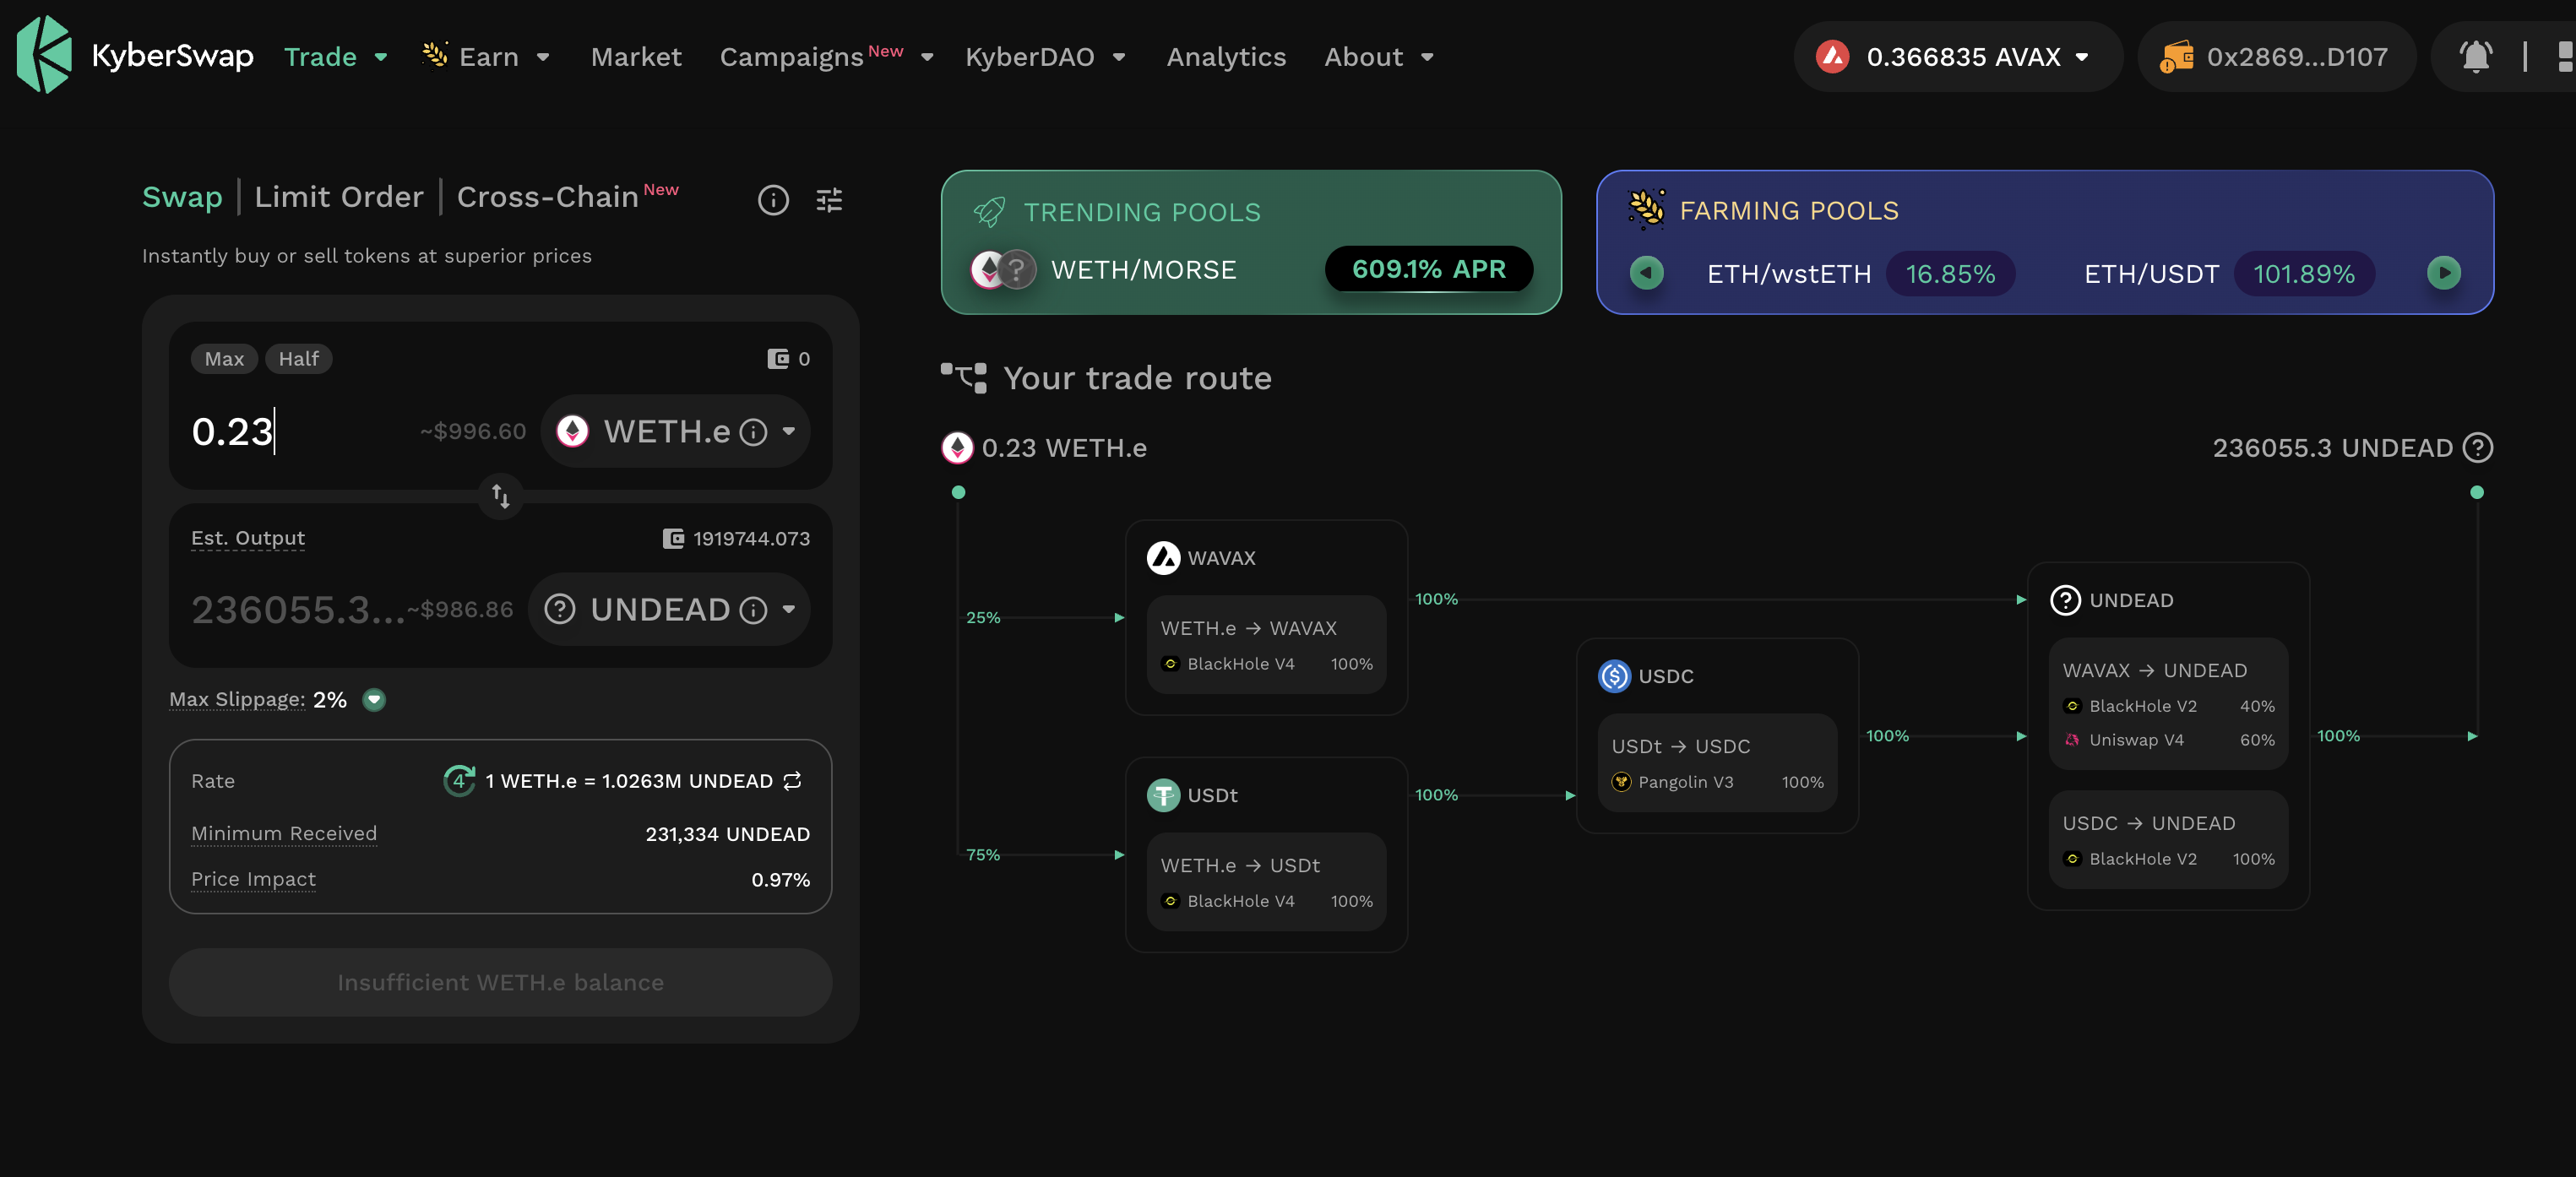 KyberSwap Trade Earn Market Campaigns New KyberDAO Analytics About 0.366835 AVAX 0x2869...D107
Swap | Limit Order | Cross-Chain New
Instantly buy or sell tokens at superior prices
Max Half 0
0.23 ~$996.60 WETH.e
Est. Output 1919744.073
236055.3... ~$986.86 UNDEAD
Max Slippage: 2%
Rate 4 1 WETH.e = 1.0263M UNDEAD
Minimum Received 231,334 UNDEAD
Price Impact 0.97%
Insufficient WETH.e balance
TRENDING POOLS
WETH/MORSE 609.1% APR
FARMING POOLS
ETH/wstETH 16.85% ETH/USDT 101.89%
Your trade route
0.23 WETH.e 236055.3 UNDEAD
25%
WAVAX
WETH.e → WAVAX
BlackHole V4 100%
100%
75%
USDt
WETH.e → USDt
BlackHole V4 100%
100%
USDC
USDt → USDC
Pangolin V3 100%
100%
UNDEAD
WAVAX → UNDEAD
BlackHole V2 40%
Uniswap V4 60%
USDC → UNDEAD
BlackHole V2 100%
100%